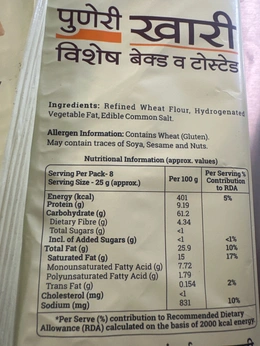 पुणेरी खारी
विशेष बेक्ड व टोस्टेड
Ingredients: Refined Wheat Flour, Hydrogenated
Vegetable Fat, Edible Common Salt.
Allergen Information: Contains Wheat (Gluten).
May contain traces of Soya, Sesame and Nuts.
Nutritional Information (approx. values)
Serving Per Pack- 8
Serving Size - 25 g (approx.) Per 100 g Per Serving % Contribution to RDA
Energy (kcal) 401 5%
Protein (g) 9.19
Carbohydrate (g) 61.2
Dietary Fibre (g) 4.34
Total Sugars (g) <1
Incl. of Added Sugars (g) <1 <1%
Total Fat (g) 25.9 10%
Saturated Fat (g) 15 17%
Monounsaturated Fatty Acid (g) 7.72
Polyunsaturated Fatty Acid (g) 1.79
Trans Fat (g) 0.154 2%
Cholesterol (mg) <1
Sodium (mg) 831 10%
*Per Serve (%) contribution to Recommended Dietary
Allowance (RDA) calculated on the basis of 2000 kcal energy.